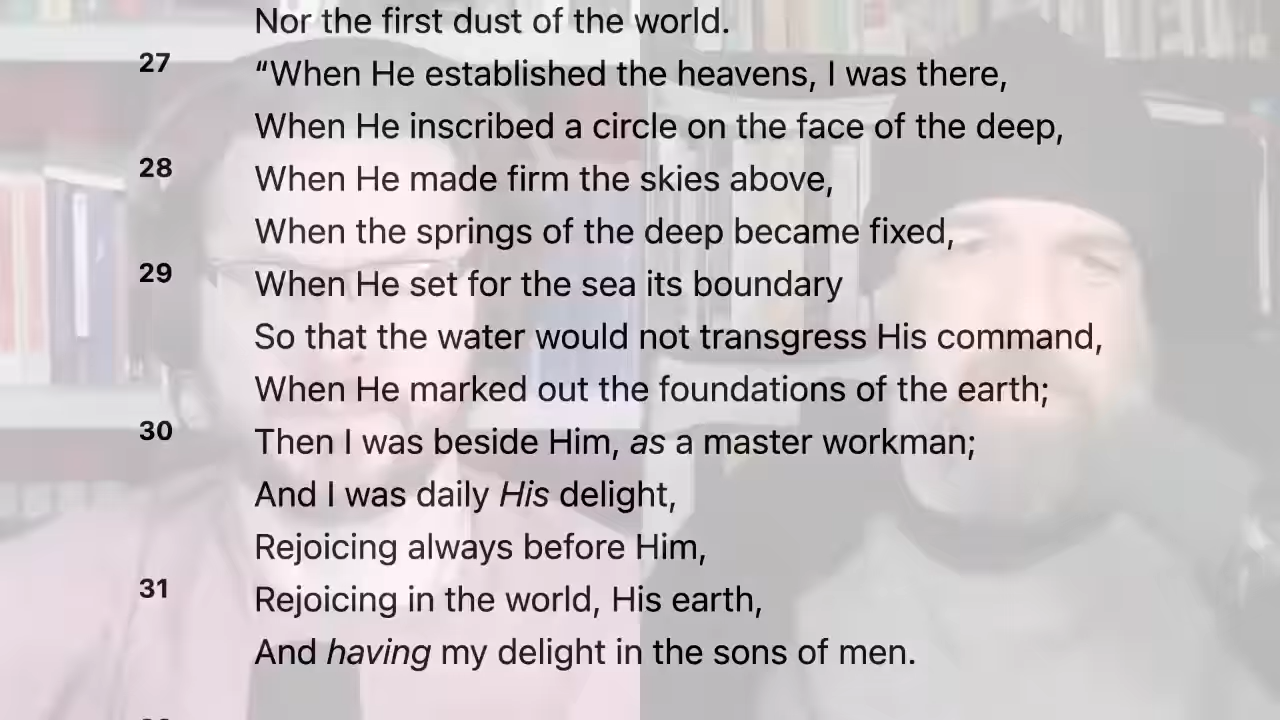 Nor the first dust of the world.
27 “When He established the heavens, I was there,
When He inscribed a circle on the face of the deep,
28 When He made firm the skies above,
When the springs of the deep became fixed,
29 When He set for the sea its boundary
So that the water would not transgress His command,
When He marked out the foundations of the earth;
30 Then I was beside Him, as a master workman;
And I was daily His delight,
Rejoicing always before Him,
31 Rejoicing in the world, His earth,
And having my delight in the sons of men.